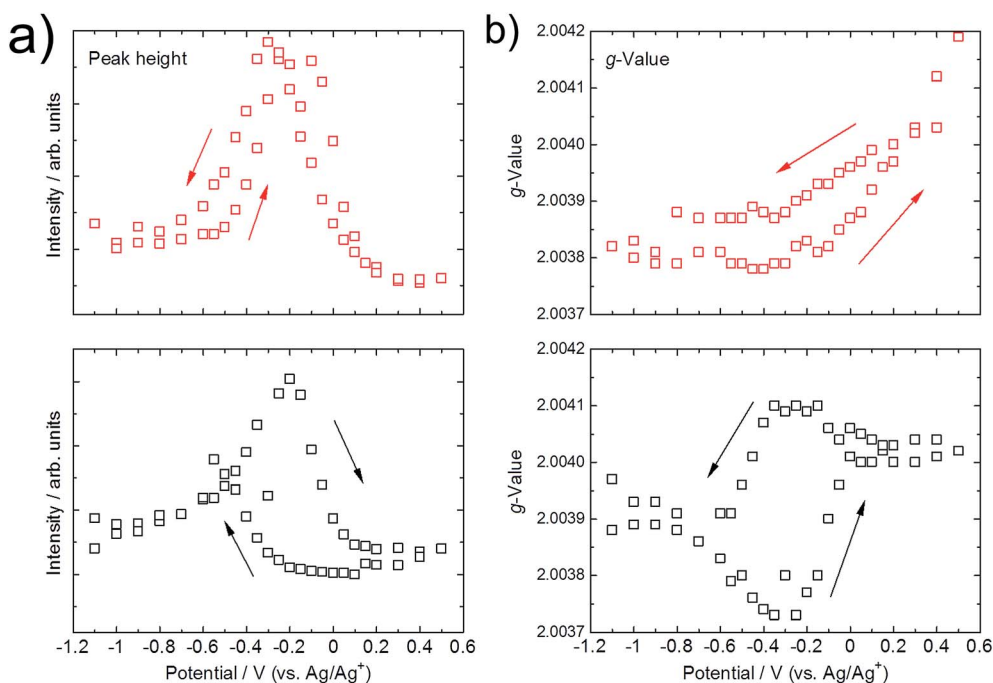 a)
Peak height
Intensity / arb. units
Intensity / arb. units
-1.2 -1 -0.8 -0.6 -0.4 -0.2 0 0.2 0.4 0.6
Potential / V (vs. Ag/Ag+)
b)
g-Value
g-Value
2.0042
2.0041
2.0040
2.0039
2.0038
2.0037
g-Value
2.0042
2.0041
2.0040
2.0039
2.0038
2.0037
-1.2 -1 -0.8 -0.6 -0.4 -0.2 0 0.2 0.4 0.6
Potential / V (vs. Ag/Ag+)